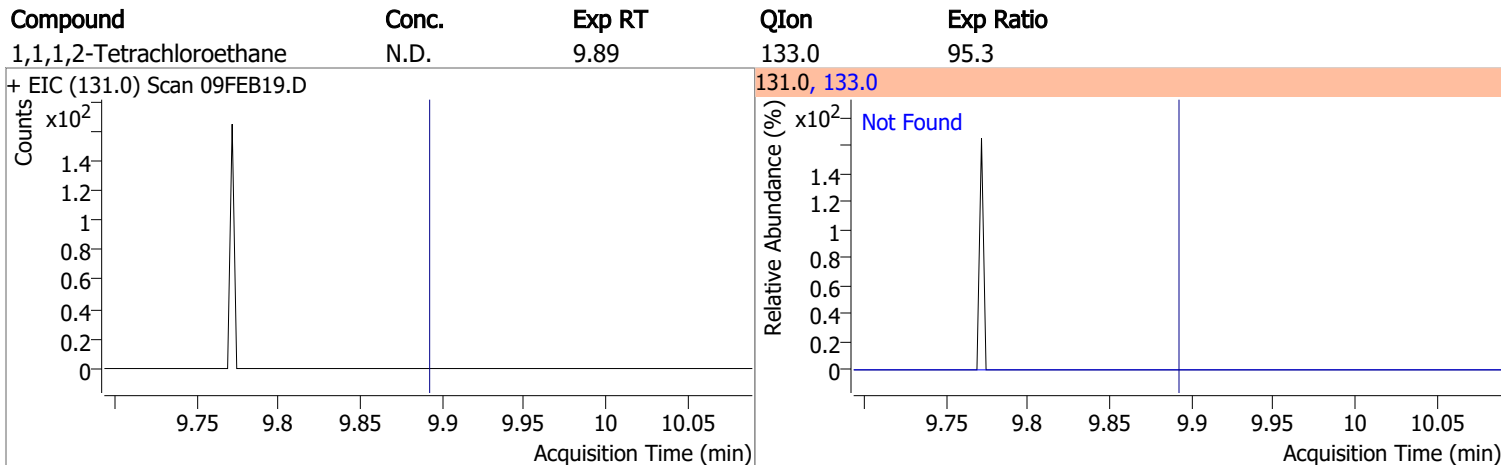 Compound Conc. Exp RT QIon Exp Ratio
1,1,1,2-Tetrachloroethane N.D. 9.89 133.0 95.3
+ EIC (131.0) Scan 09FEB19.D
Counts
x10²
1.4
1.2
1
0.8
0.6
0.4
0.2
0
9.75 9.8 9.85 9.9 9.95 10 10.05
Acquisition Time (min)
131.0, 133.0
Relative Abundance (%)
x10²
Not Found
1.4
1.2
1
0.8
0.6
0.4
0.2
0
9.75 9.8 9.85 9.9 9.95 10 10.05
Acquisition Time (min)